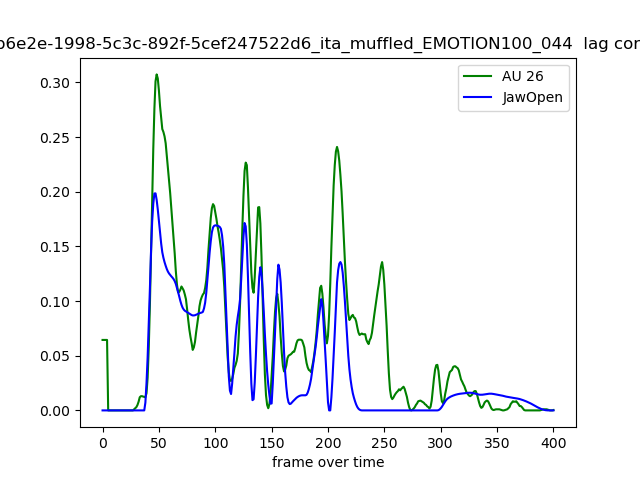 b6e2e-1998-5c3c-892f-5cef247522d6_ita_muffled_EMOTION100_044 lag cor
AU 26
JawOpen
0.30
0.25
0.20
0.15
0.10
0.05
0.00
0 50 100 150 200 250 300 350 400
frame over time